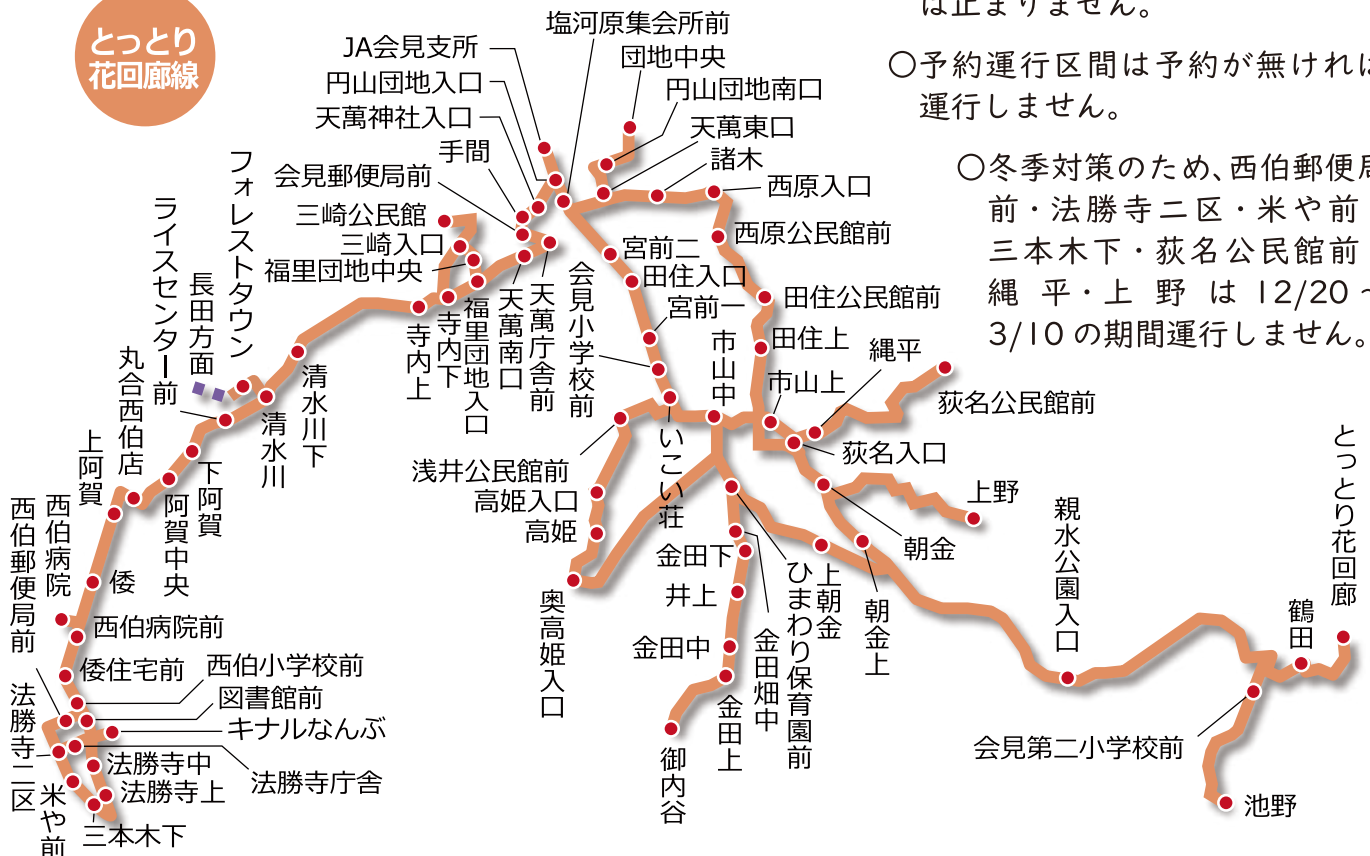 とっとり
花回廊線
は止まりません。
○予約運行区間は予約が無ければ
運行しません。
○冬季対策のため、西伯郵便局
前・法勝寺二区・米や前
三本木下・荻名公民館前
縄平・上野は12/20～
3/10の期間運行しません。
塩河原集会所前
JA会見支所
団地中央
円山団地入口
円山団地南口
天萬神社入口
天萬東口
手間
諸木
会見郵便局前
西原入口
三崎公民館
西原公民館前
三崎入口
宮前二
福里団地中央
田住入口
田住公民館前
宮前一
田住上
フォレストタウン
ライスセンター前
長田方面
丸合西伯店
上阿賀
西伯病院
西伯郵便局前
清水川下
清水川
下阿賀
阿賀中央
寺内上
寺内下
福里団地入口
天萬南口
天萬庁舎前
会見小学校前
市山中
市山上
縄平
荻名公民館前
荻名入口
浅井公民館前
いこい荘
高姫入口
高姫
上野
朝金
親水公園入口
とっとり花回廊
倭
西伯病院前
倭住宅前
西伯小学校前
図書館前
キナルなんぶ
法勝寺二区
法勝寺中
法勝寺庁舎
法勝寺上
米や前
三本木下
奥高姫入口
金田下
井上
金田中
金田上
御内谷
金田畑中
ひまわり保育園前
上朝金
朝金上
鶴田
会見第二小学校前
池野